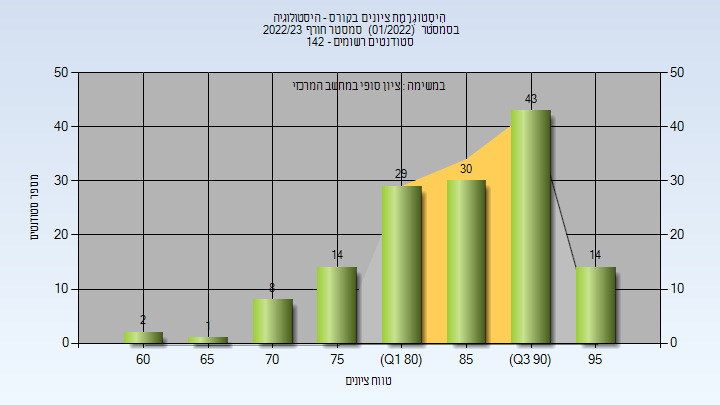 היסטוגרמת ציונים בקורס - היסטולוגיה
בסמסטר (01/2022) סמסטר חורף 2022/23
סטודנטים רשומים - 142
במשימה : ציון סופי במחשב המרכזי
50 50
40 40
30 30
20 20
10 10
0 0
2 1 8 14 29 30 43 14
60 65 70 75 (Q1 80) 85 (Q3 90) 95
מספר סטודנטים
טווח ציונים